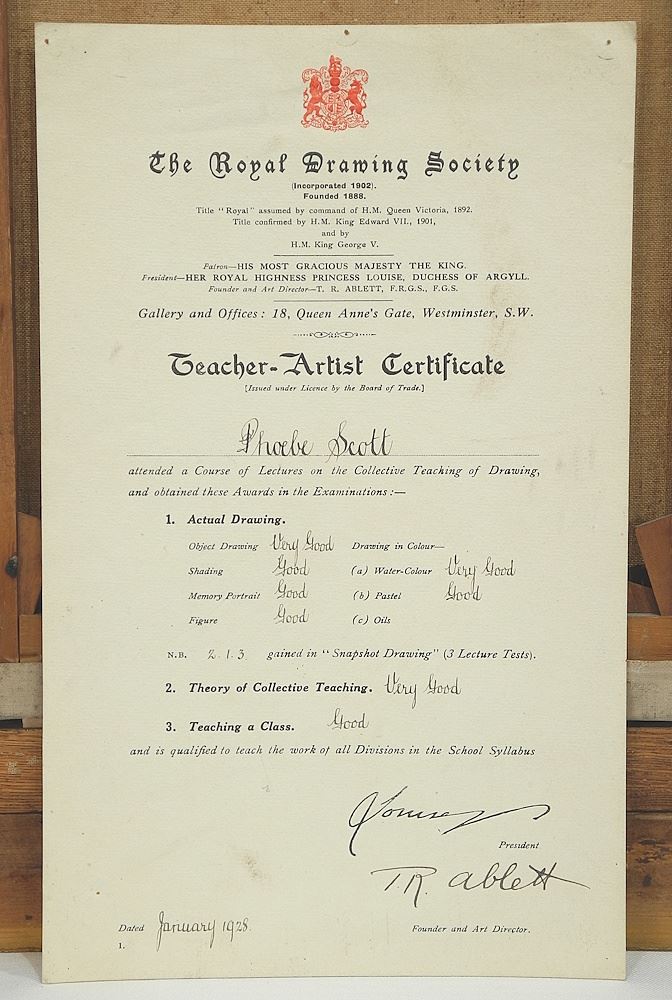 The Royal Drawing Society
(Incorporated 1902).
Founded 1888.
Title "Royal" assumed by command of H.M. Queen Victoria, 1892.
Title confirmed by H.M. King Edward VII., 1901,
and by
H.M. King George V.
Patron—HIS MOST GRACIOUS MAJESTY THE KING.
President—HER ROYAL HIGHNESS PRINCESS LOUISE, DUCHESS OF ARGYLL.
Founder and Art Director—T. R. ABLETT, F.R.G.S., F.G.S.
Gallery and Offices: 18, Queen Anne's Gate, Westminster, S.W.
Teacher-Artist Certificate
[Issued under Licence by the Board of Trade.]
Phoebe Scott
attended a Course of Lectures on the Collective Teaching of Drawing,
and obtained these Awards in the Examinations:—
1. Actual Drawing.
Object Drawing Very Good Drawing in Colour—
Shading Good (a) Water-Colour Very Good
Memory Portrait Good (b) Pastel Good
Figure Good (c) Oils
N.B. 2.1.3 gained in "Snapshot Drawing" (3 Lecture Tests).
2. Theory of Collective Teaching. Very Good
3. Teaching a Class. Good
and is qualified to teach the work of all Divisions in the School Syllabus
Louise
President
T.R. Ablett
Dated January 1928. Founder and Art Director.
1.